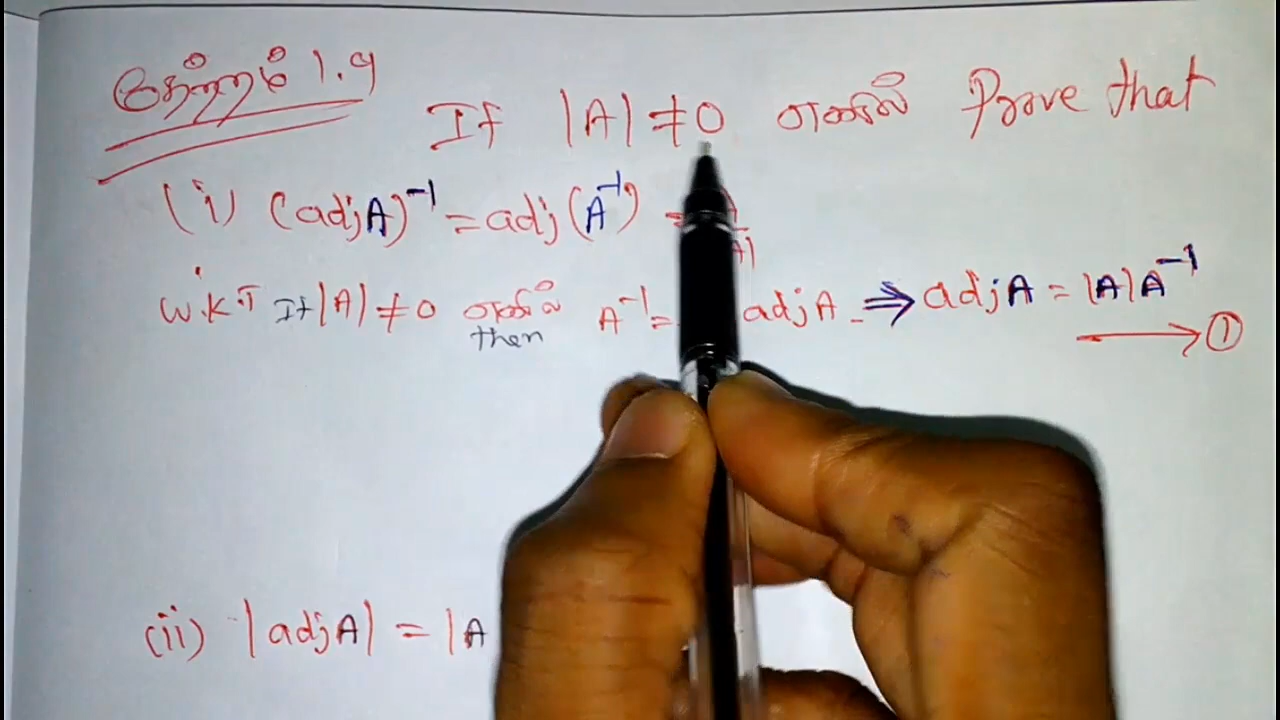 தேற்றம் 1.9
If |A| ≠ 0 எனில் Prove that
(i) (adjA)⁻¹ = adj(A⁻¹) =
W.K.T If |A| ≠ 0 எனில் A⁻¹ = adjA ⇒ adjA = |A|A⁻¹
then
→ ①
(ii) |adjA| = |A